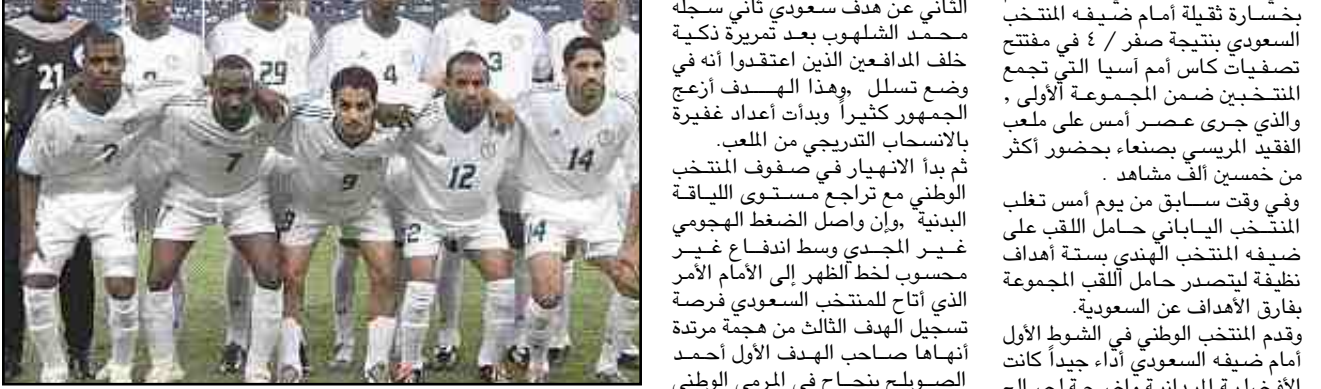 بخسارة ثقيلة أمام ضيفه المنتخب
السعودي بنتيجة صفر / ٤ في مفتتح
تصفيات كاس أمم آسيا التي تجمع
المنتخبين ضمن المجموعة الأولى ,
والذي جرى عصر أمس على ملعب
الفقيد المريسي بصنعاء بحضور أكثر
من خمسين ألف مشاهد .
وفي وقت سابق من يوم أمس تغلب
المنتخب الياباني حامل اللقب على
ضيفه المنتخب الهندي بستة أهداف
نظيفة ليتصدر حامل اللقب المجموعة
بفارق الأهداف عن السعودية.
وقدم المنتخب الوطني في الشوط الأول
أمام ضيفه السعودي أداء جيداً كانت
الثاني عن هدف سعودي ثاني سجله
محمد الشلهوب بعد تمريرة ذكية
خلف المدافعين الذين اعتقدوا أنه في
وضع تسلل ,وهذا الهدف أزعج
الجمهور كثيراً وبدأت أعداد غفيرة
بالانسحاب التدريجي من الملعب.
ثم بدأ الانهيار في صفوف المنتخب
الوطني مع تراجع مستوى اللياقة
البدنية ,وإن واصل الضغط الهجومي
غير المجدي وسط اندفاع غير
محسوب لخط الظهر إلى الأمام الأمر
الذي أتاح للمنتخب السعودي فرصة
تسجيل الهدف الثالث من هجمة مرتدة
أنهاها صاحب الهدف الأول أحمد
الصويلح بنجاح في المرمى الوطني
21
29
4
3
2
7
9
12
14
14